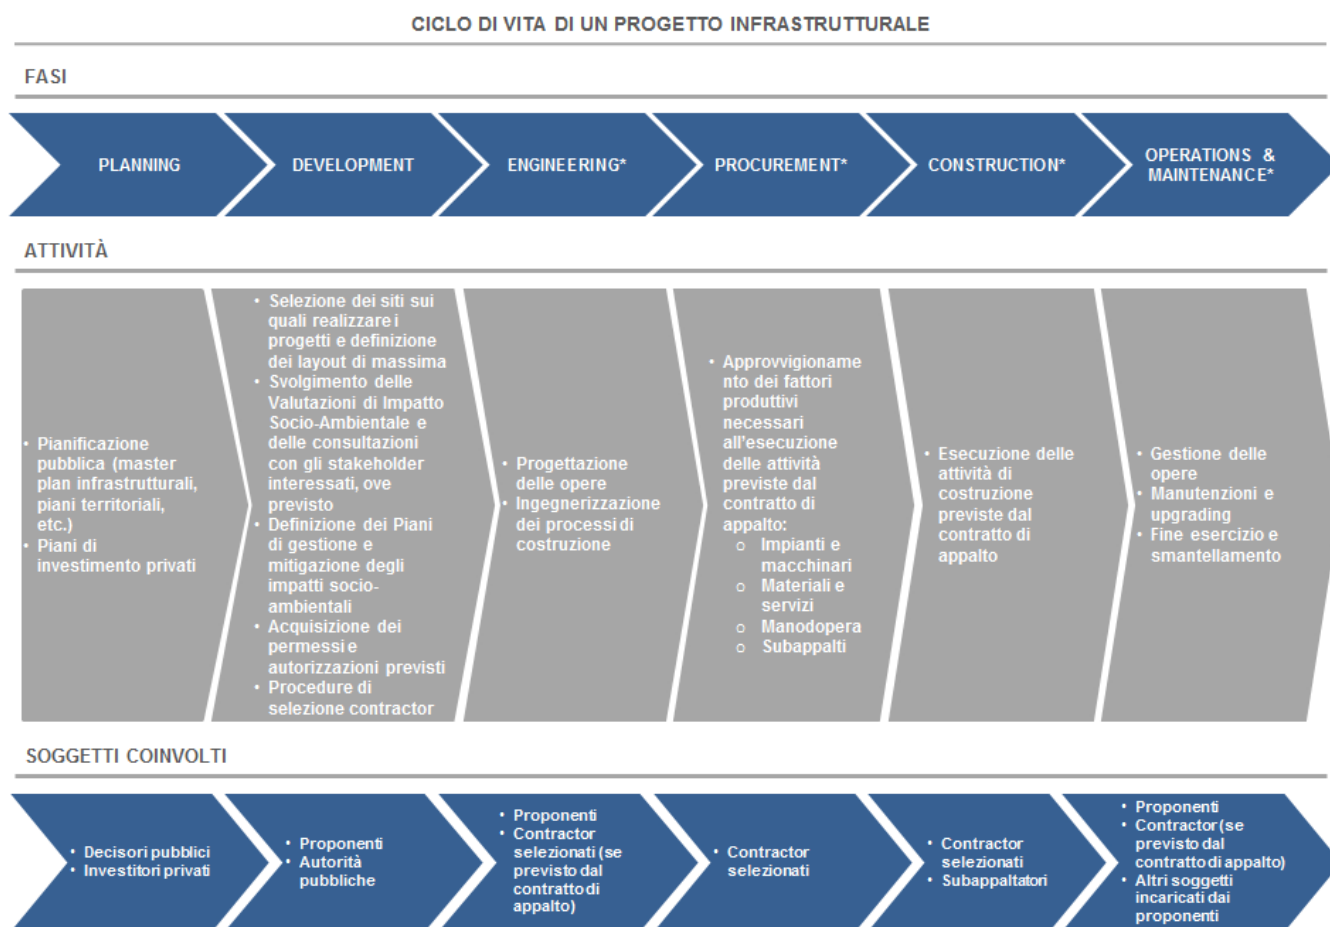 CICLO DI VITA DI UN PROGETTO INFRASTRUTTURALE
FASI
PLANNING
DEVELOPMENT
ENGINEERING*
PROCUREMENT*
CONSTRUCTION*
OPERATIONS &
MAINTENANCE*
ATTIVITÀ
• Pianificazione
pubblica (master
plan infrastrutturali,
piani territoriali,
etc.)
• Piani di
investimento privati
• Selezione dei siti sui
quali realizzare i
progetti e definizione
dei layout di massima
• Svolgimento delle
Valutazioni di Impatto
Socio-Ambientale e
delle consultazioni
con gli stakeholder
interessati, ove
previsto
• Definizione dei Piani
di gestione e
mitigazione degli
impatti socio-
ambientali
• Acquisizione dei
permessi e
autorizzazioni previsti
• Procedure di
selezione contractor
• Progettazione
delle opere
• Ingegnerizzazione
dei processi di
costruzione
• Approvvigioname
nto dei fattori
produttivi
necessari
all'esecuzione
delle attività
previste dal
contratto di
appalto:
o Impianti e
macchinari
o Materiali e
servizi
o Manodopera
o Subappalti
• Esecuzione delle
attività di
costruzione
previste dal
contratto di
appalto
• Gestione delle
opere
• Manutenzioni e
upgrading
• Fine esercizio e
smantellamento
SOGGETTI COINVOLTI
• Decisori pubblici
• Investitori privati
• Proponenti
• Autorità
pubbliche
• Proponenti
• Contractor
selezionati (se
previsto dal
contratto di
appalto)
• Contractor
selezionati
• Contractor
selezionati
• Subappaltatori
• Proponenti
• Contractor (se
previsto dal
contratto di appalto)
• Altri soggetti
incaricati dai
proponenti